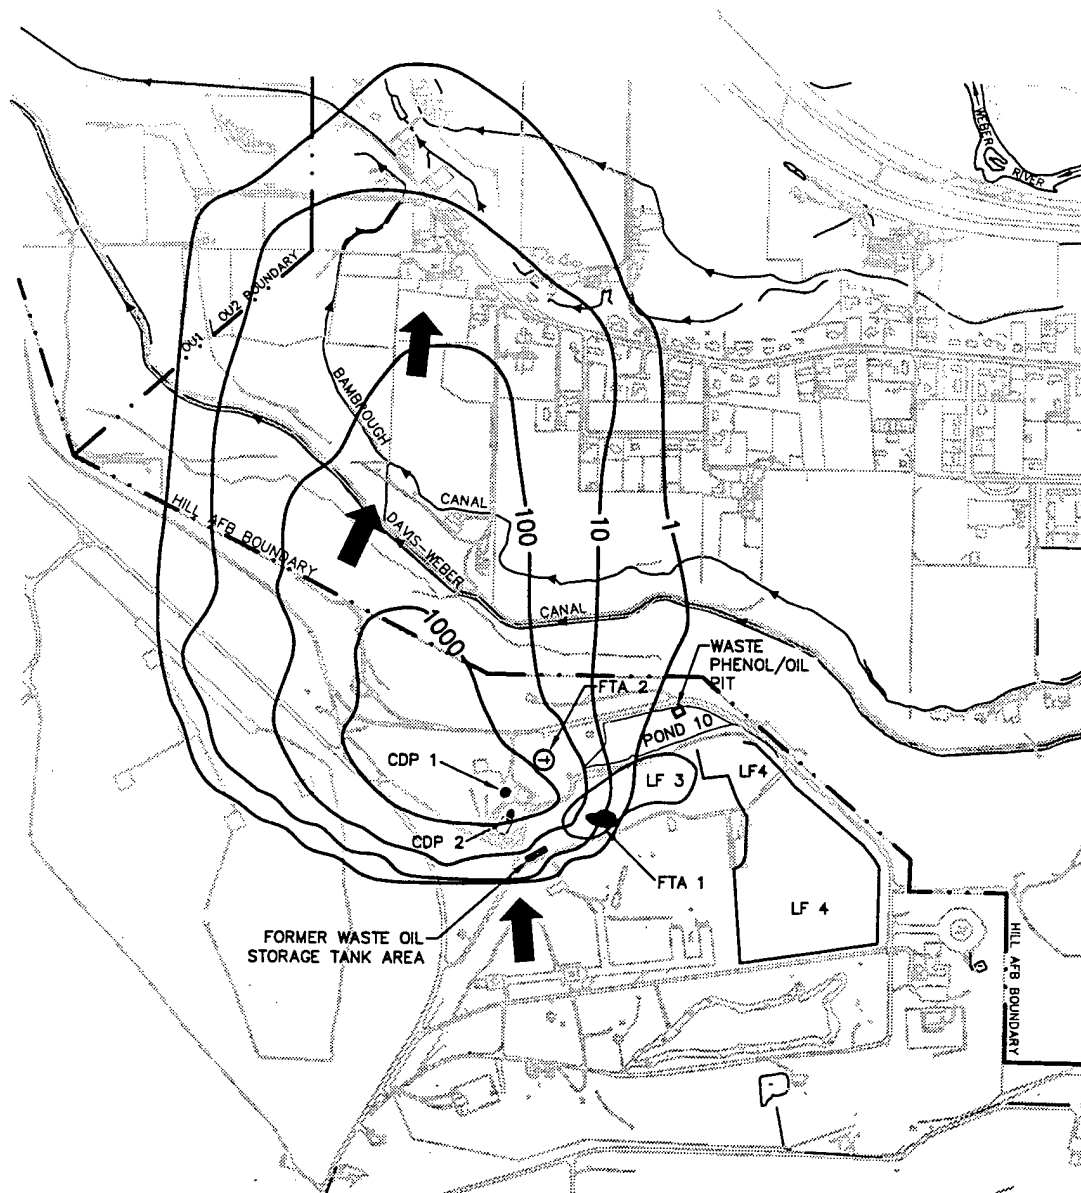 WEBER
RIVER
OU1 / OU2 BOUNDARY
BAMBROUGH
CANAL
HILL AFB BOUNDARY
DAVIS-WEBER
CANAL
100
10
1
1000
WASTE
PHENOL/OIL
PIT
FTA 2
POND 10
CDP 1
LF 3
LF4
CDP 2
FTA 1
LF 4
FORMER WASTE OIL
STORAGE TANK AREA
HILL AFB BOUNDARY